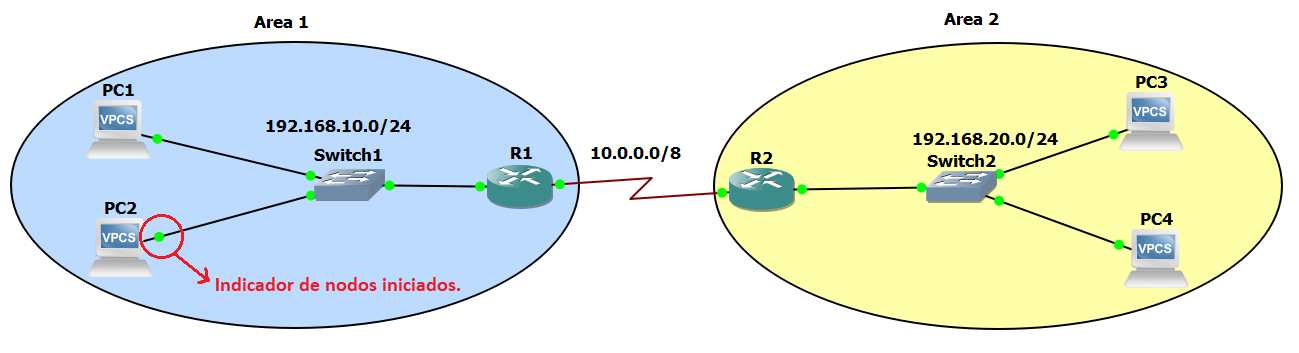 Area 1
Area 2
PC1
VPCS
192.168.10.0/24
Switch1
R1
10.0.0.0/8
R2
192.168.20.0/24
Switch2
PC3
VPCS
PC2
VPCS
PC4
VPCS
Indicador de nodos iniciados.